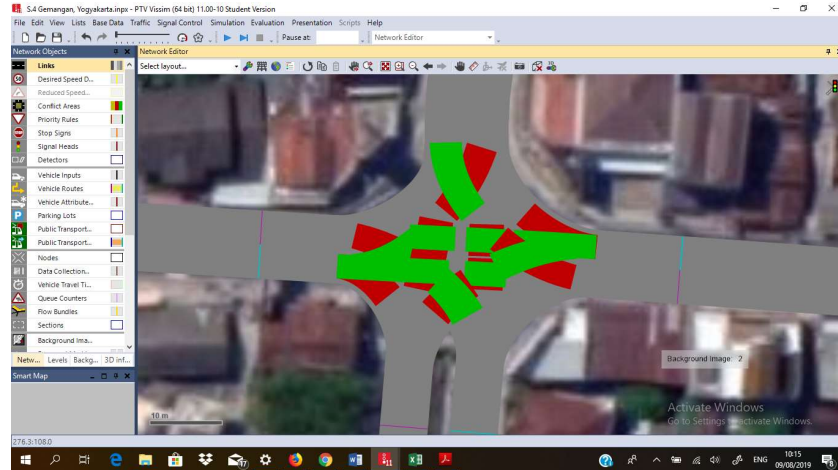 S.4 Gemangan, Yogyakarta.inpx - PTV Vissim (64 bit) 11.00-10 Student Version
File Edit View Lists Base Data Traffic Signal Control Simulation Evaluation Presentation Scripts Help
Pause at: Network Editor
Network Objects
Network Editor
Select layout...
Links
Desired Speed D...
Reduced Speed...
Conflict Areas
Priority Rules
Stop Signs
Signal Heads
Detectors
Vehicle Inputs
Vehicle Routes
Vehicle Attribute...
Parking Lots
Public Transport...
Public Transport...
Nodes
Data Collection...
Vehicle Travel Ti...
Queue Counters
Flow Bundles
Sections
Background Ima...
Netw... Levels Backg... 3D inf...
Smart Map
Background Image: 2
10 m
Activate Windows
Go to Settings to activate Windows.
276.3:108.0
ENG
10:15
09/08/2019